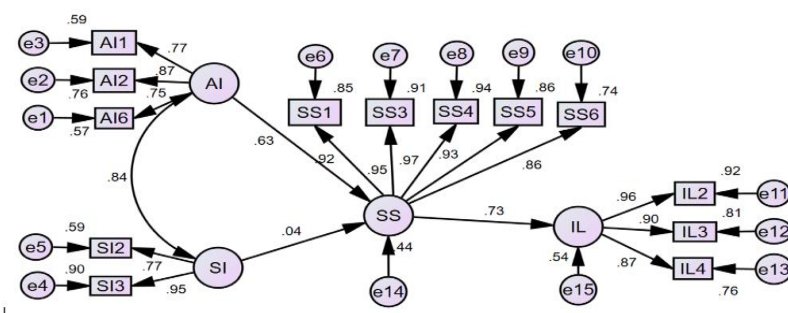 .59
e3 AI1 .77
e2 AI2 .87
.76 .75
e1 AI6
.57
AI
e6 e7 e8 e9 e10
.85 .91 .94 .86 .74
SS1 SS3 SS4 SS5 SS6
.63 .92 .95 .97 .93 .86
.84
SS
.04
.73
44
e14
.59
e5 SI2 .77
.90
e4 SI3 .95
SI
IL
.54
e15
.96 IL2 .92 e11
.90 IL3 .81 e12
.87 IL4 .76 e13